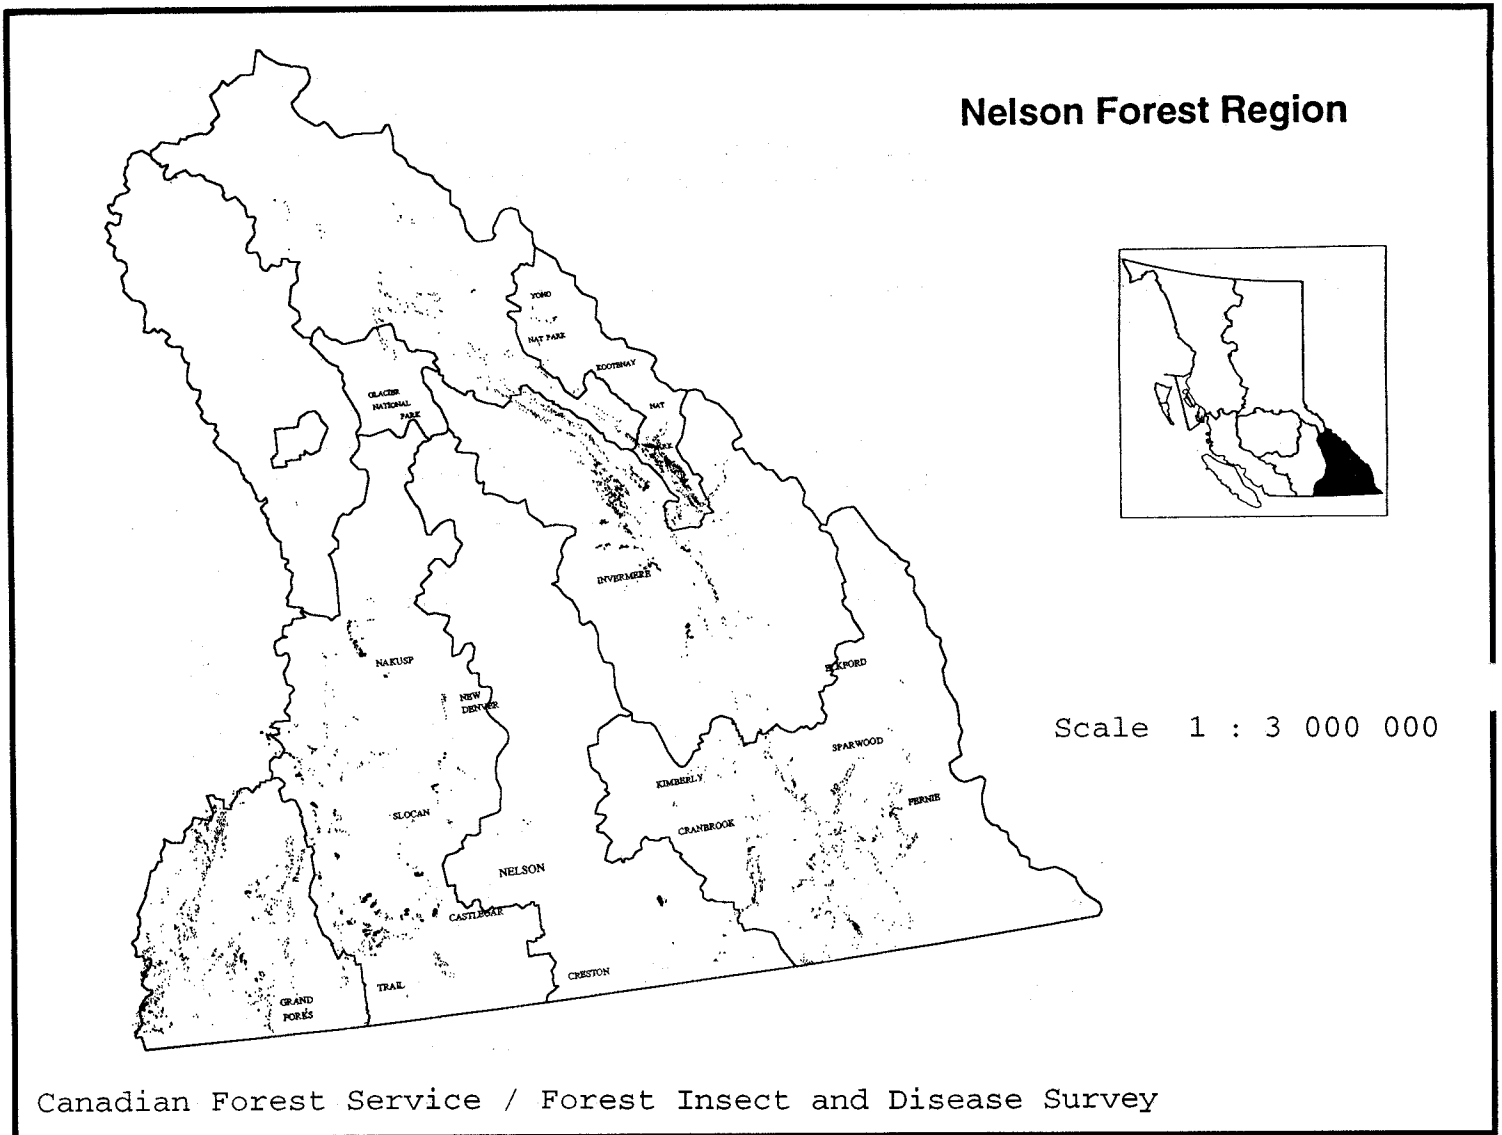 Nelson Forest Region
YOHO
NAT PARK
KOOTENAY
NAT
GLACIER
NATIONAL
PARK
INVERMERE
NAKUSP
NEW
DENVER
ELKFORD
Scale 1 : 3 000 000
SPARWOOD
KIMBERLY
FERNIE
SLOCAN
CRANBROOK
NELSON
CASTLEGAR
CRESTON
TRAIL
GRAND
FORKS
Canadian Forest Service / Forest Insect and Disease Survey